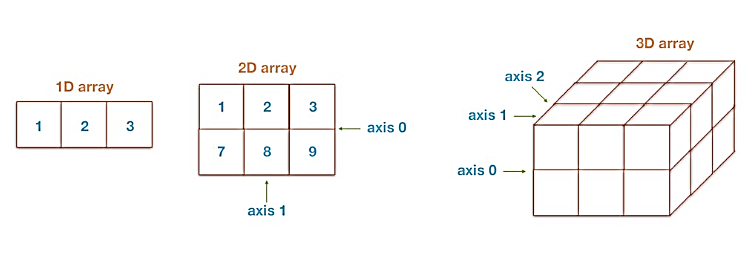 1D array
1 2 3
2D array
1 2 3
7 8 9
axis 0
axis 1
3D array
axis 2
axis 1
axis 0